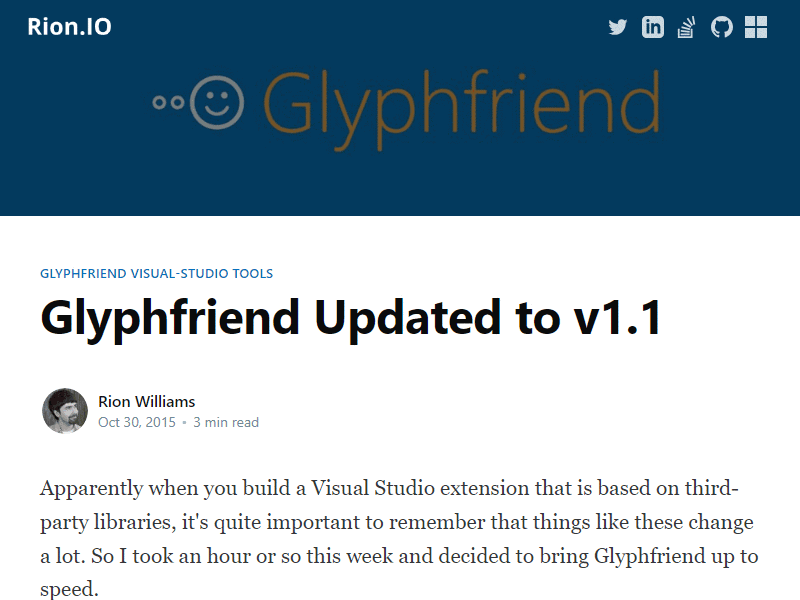 Rion.IO
Glyphfriend
GLYPHFRIEND VISUAL-STUDIO TOOLS
Glyphfriend Updated to v1.1
Rion Williams
Oct 30, 2015 • 3 min read
Apparently when you build a Visual Studio extension that is based on third-
party libraries, it's quite important to remember that things like these change
a lot. So I took an hour or so this week and decided to bring Glyphfriend up to
speed.